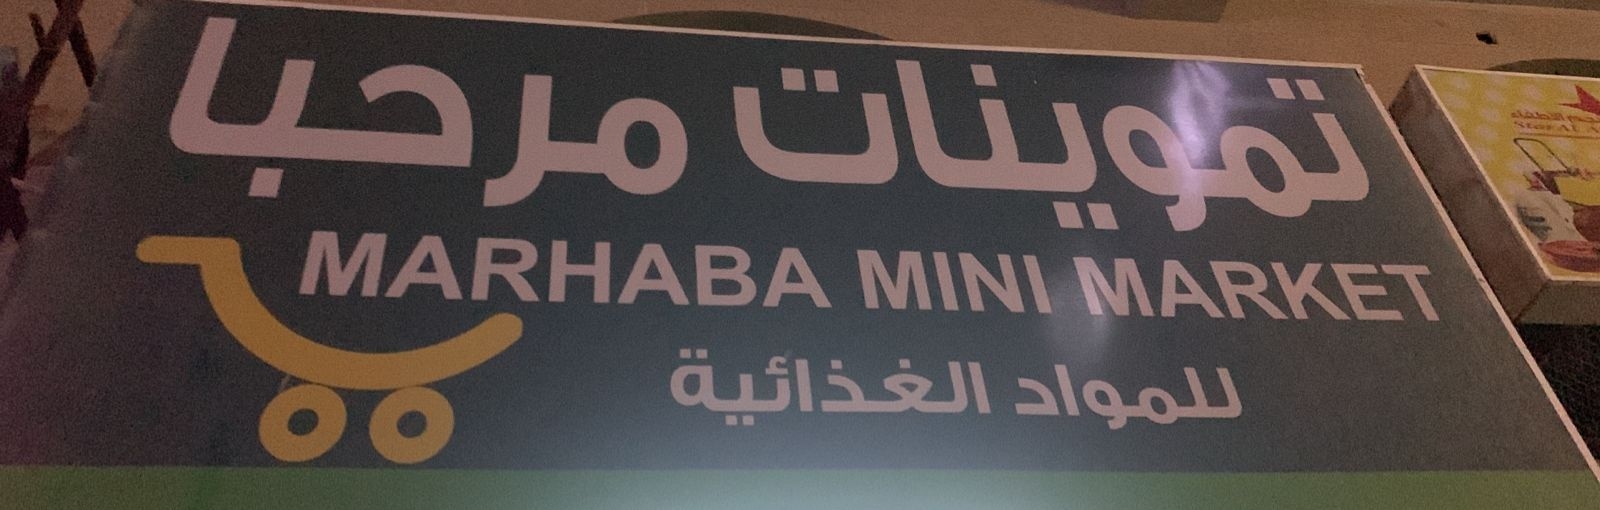 تموينات مرحبا
MARHABA MINI MARKET
للمواد الغذائية